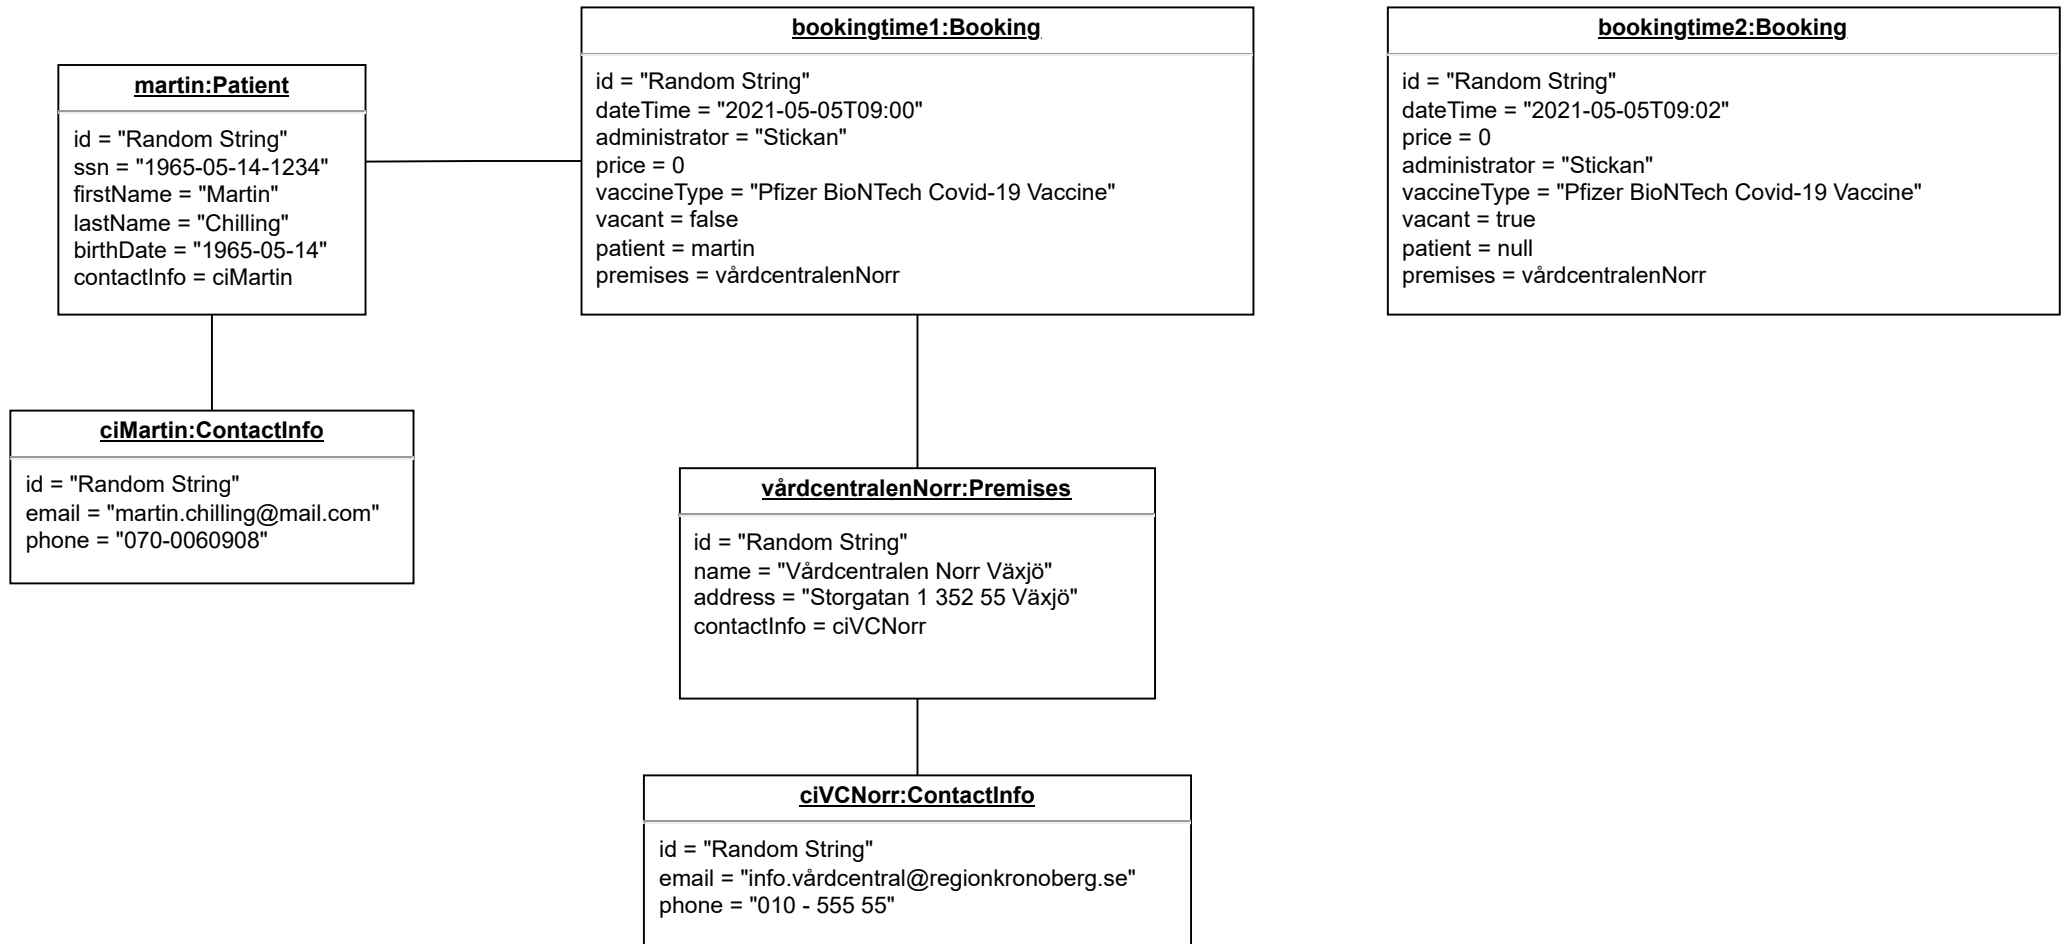 martin:Patient
id = "Random String"
ssn = "1965-05-14-1234"
firstName = "Martin"
lastName = "Chilling"
birthDate = "1965-05-14"
contactInfo = ciMartin
bookingtime1:Booking
id = "Random String"
dateTime = "2021-05-05T09:00"
administrator = "Stickan"
price = 0
vaccineType = "Pfizer BioNTech Covid-19 Vaccine"
vacant = false
patient = martin
premises = vårdcentralenNorr
bookingtime2:Booking
id = "Random String"
dateTime = "2021-05-05T09:02"
price = 0
administrator = "Stickan"
vaccineType = "Pfizer BioNTech Covid-19 Vaccine"
vacant = true
patient = null
premises = vårdcentralenNorr
ciMartin:ContactInfo
id = "Random String"
email = "martin.chilling@mail.com"
phone = "070-0060908"
vårdcentralenNorr:Premises
id = "Random String"
name = "Vårdcentralen Norr Växjö"
address = "Storgatan 1 352 55 Växjö"
contactInfo = ciVCNorr
ciVCNorr:ContactInfo
id = "Random String"
email = "info.vårdcentral@regionkronoberg.se"
phone = "010 - 555 55"